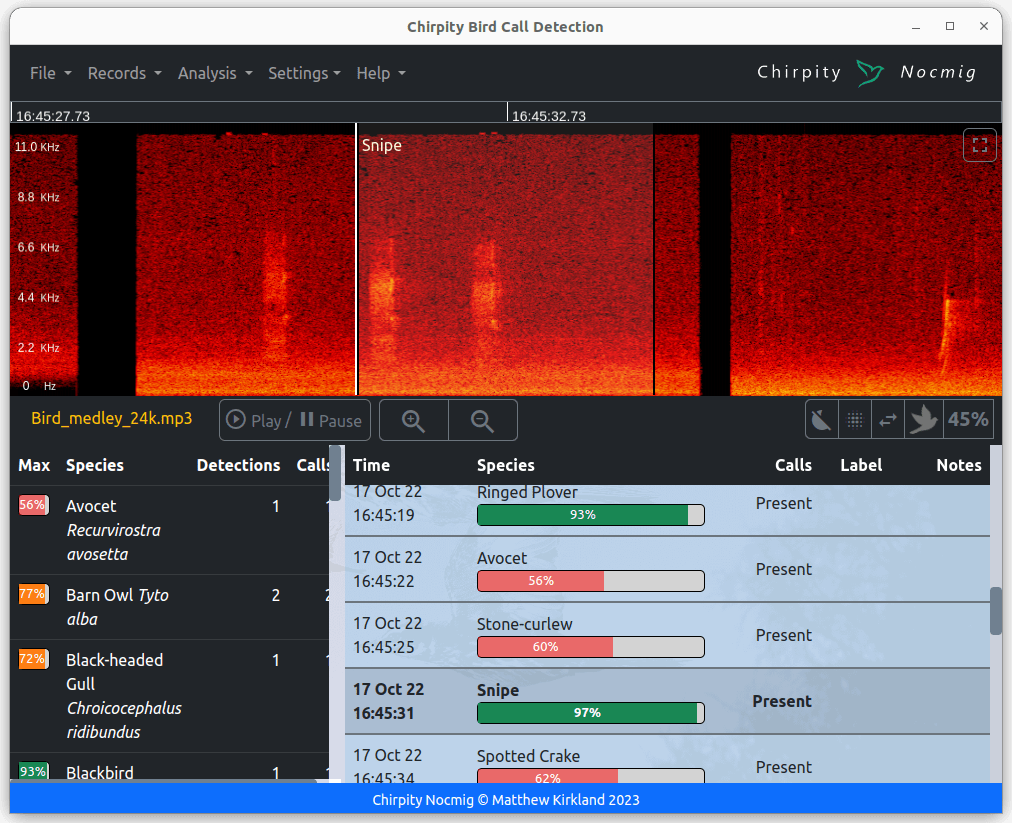 Chirpity Bird Call Detection
File Records Analysis Settings Help Chirpity Nocmig
16:45:27.73 16:45:32.73
11.0 KHz
Snipe
8.8 KHz
6.6 KHz
4.4 KHz
2.2 KHz
0 Hz
Bird_medley_24k.mp3 Play / Pause 45%
Max Species Detections Calls
56% Avocet 1 1
Recurvirostra
avosetta
77% Barn Owl Tyto 2 2
alba
72% Black-headed 1 1
Gull
Chroicocephalus
ridibundus
93% Blackbird 1 1
Time Species Calls Label Notes
17 Oct 22 Ringed Plover Present
16:45:19 93%
17 Oct 22 Avocet Present
16:45:22 56%
17 Oct 22 Stone-curlew Present
16:45:25 60%
17 Oct 22 Snipe Present
16:45:31 97%
17 Oct 22 Spotted Crake Present
16:45:34 62%
Chirpity Nocmig © Matthew Kirkland 2023